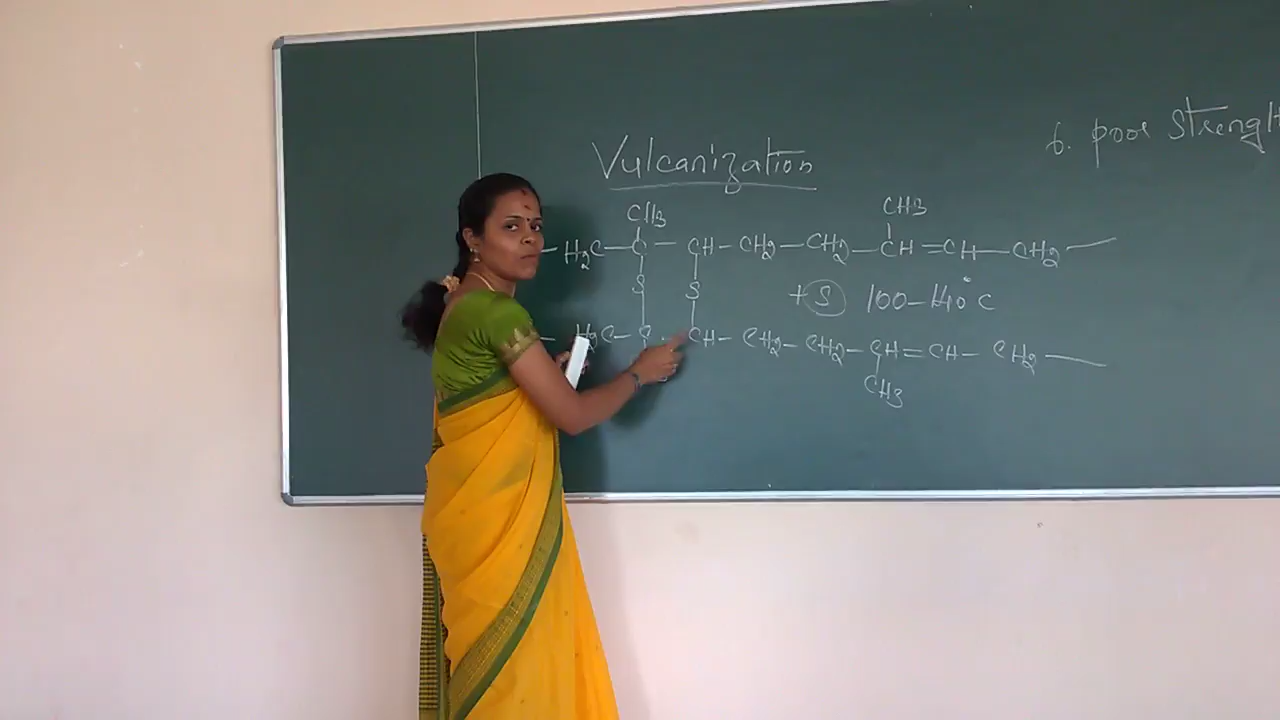 6. poor Strengt
Vulcanization
CH3 CH3
– H2C – C – CH – CH2 – CH2 – CH = CH – CH2 –
S S + S 100–140°C
– H2C – C – CH – CH2 – CH2 – CH = CH – CH2 –
CH3